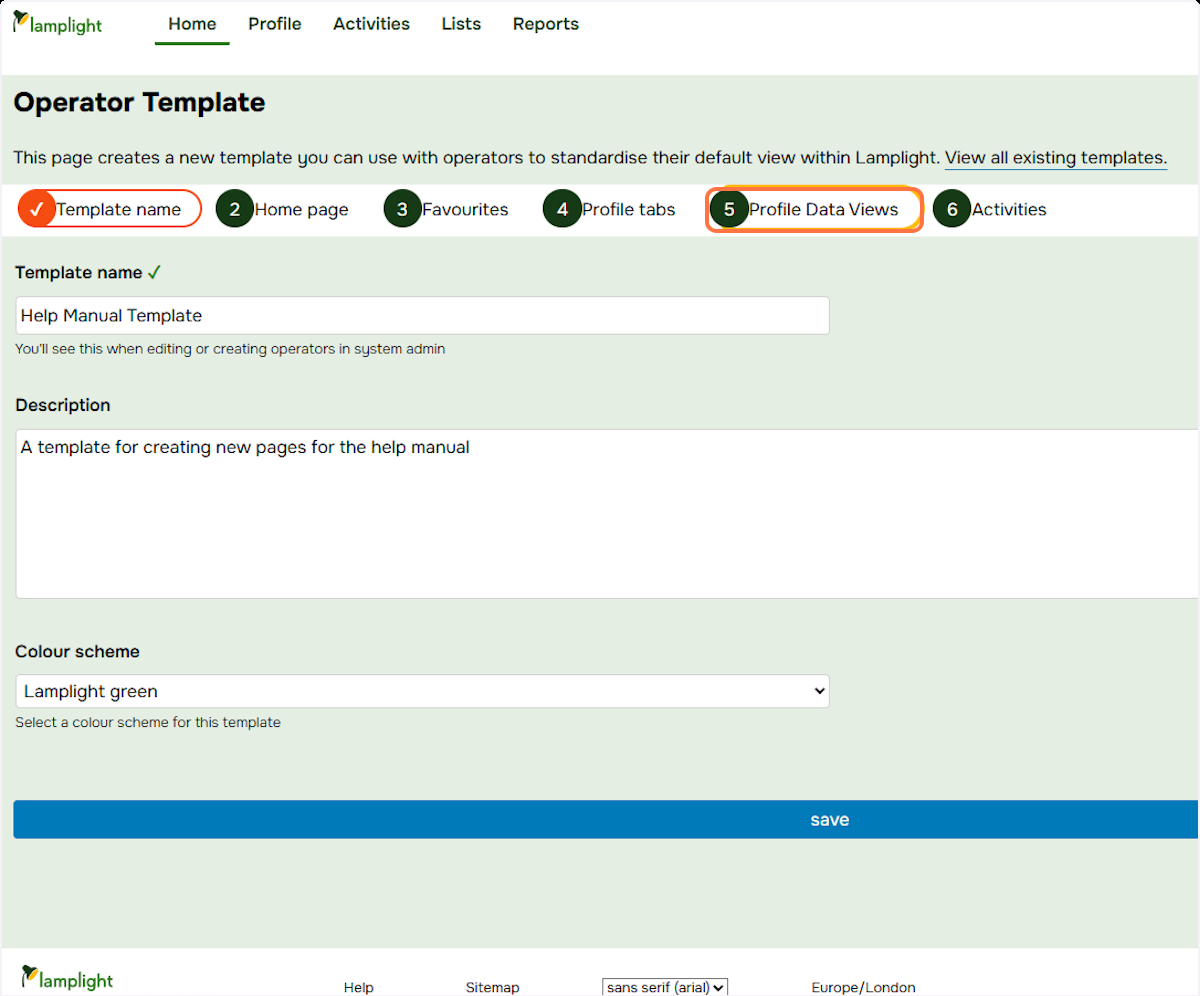 lamplight Home Profile Activities Lists Reports
Operator Template
This page creates a new template you can use with operators to standardise their default view within Lamplight. View all existing templates.
✓ Template name 2 Home page 3 Favourites 4 Profile tabs 5 Profile Data Views 6 Activities
Template name ✓
Help Manual Template
You'll see this when editing or creating operators in system admin
Description
A template for creating new pages for the help manual
Colour scheme
Lamplight green
Select a colour scheme for this template
save
lamplight Help Sitemap sans serif (arial) Europe/London